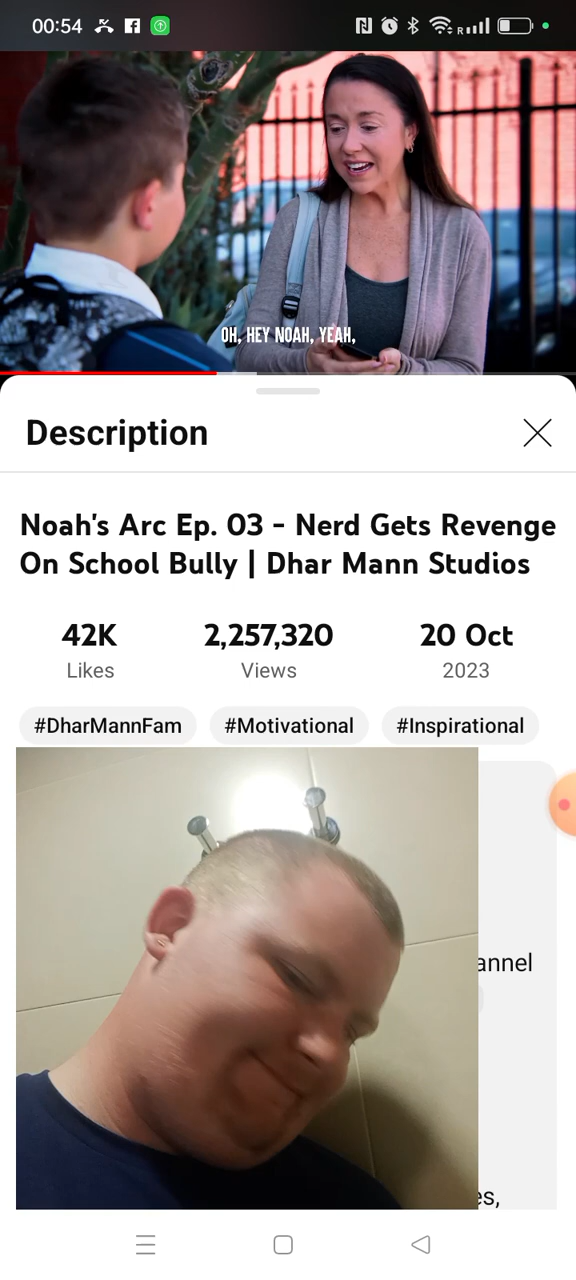 00:54
R
OH, HEY NOAH, YEAH,
Description
Noah's Arc Ep. 03 - Nerd Gets Revenge
On School Bully | Dhar Mann Studios
42K 2,257,320 20 Oct
Likes Views 2023
#DharMannFam #Motivational #Inspirational
annel
es,